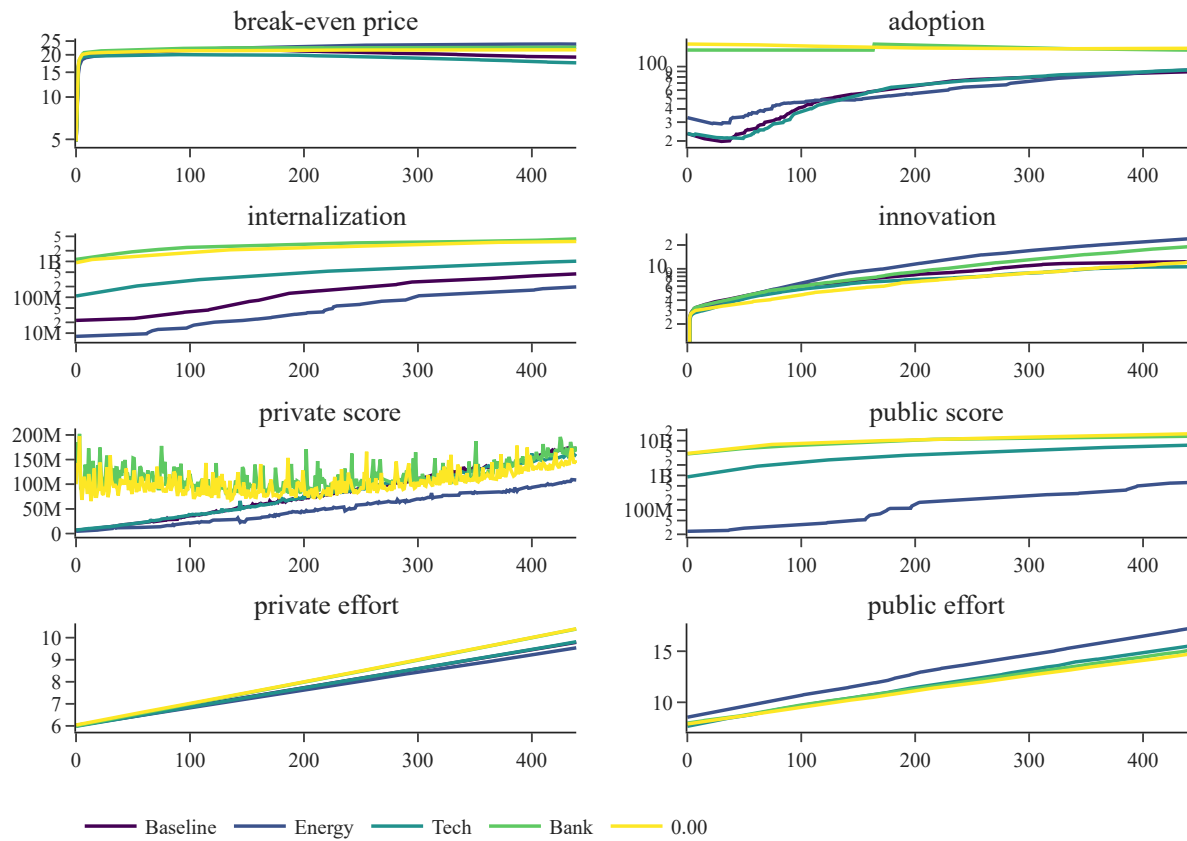 break-even price
25
20
15
10
5
0 100 200 300 400
adoption
100
9
8
6
5
4
3
2
0 100 200 300 400
internalization
5
2
1B
5
2
100M
5
2
10M
0 100 200 300 400
innovation
2
10
9
8
6
5
4
3
2
0 100 200 300 400
private score
200M
150M
100M
50M
0
0 100 200 300 400
public score
2
10B
5
2
1B
5
2
100M
5
2
0 100 200 300 400
private effort
10
9
8
7
6
0 100 200 300 400
public effort
15
10
0 100 200 300 400
Baseline Energy Tech Bank 0.00